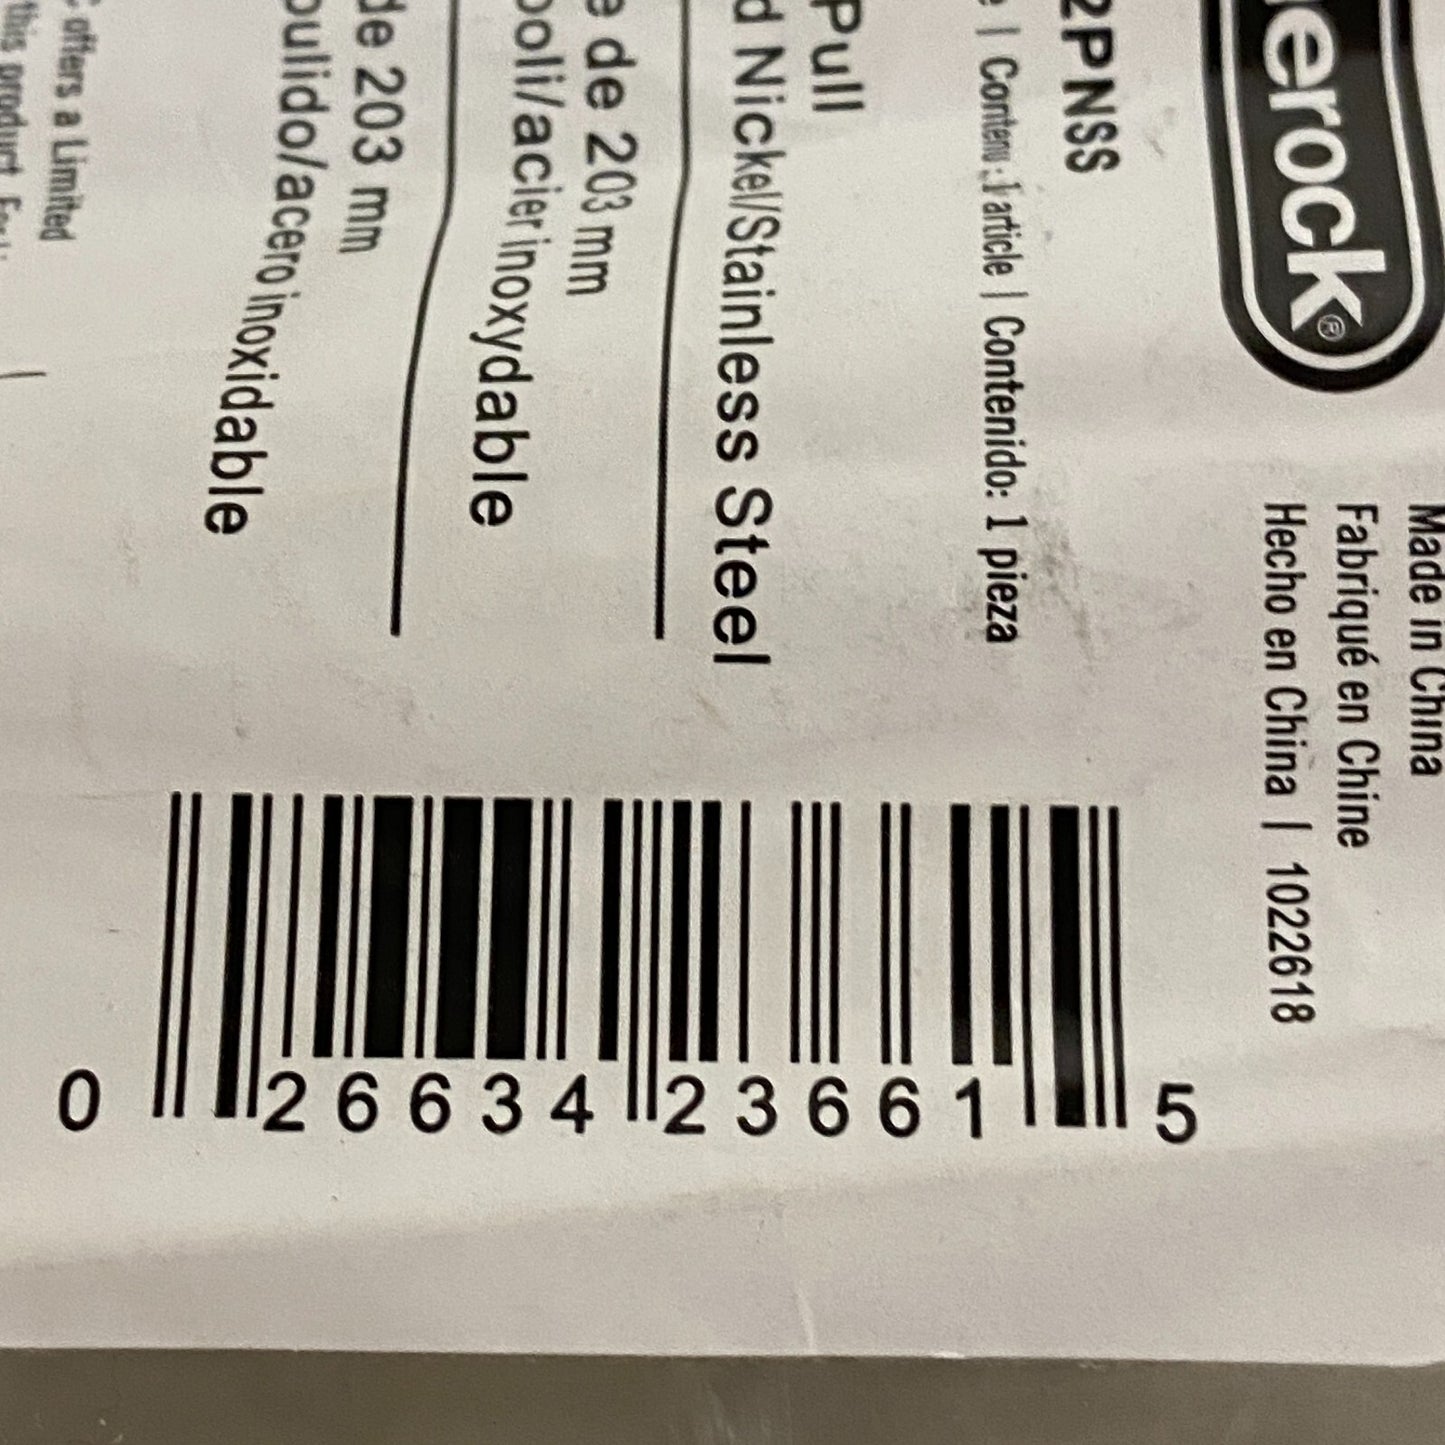 erock®
Made in China
Fabriqué en Chine
Hecho en China | 1022618
2PNSS
e | Contenu : 1 article | Contenido: 1 pieza
Pull
d Nickel/Stainless Steel
e de 203 mm
poli/acier inoxydable
de 203 mm
pulido/acero inoxidable
offers a Limited
this product.
0 26634 23661 5